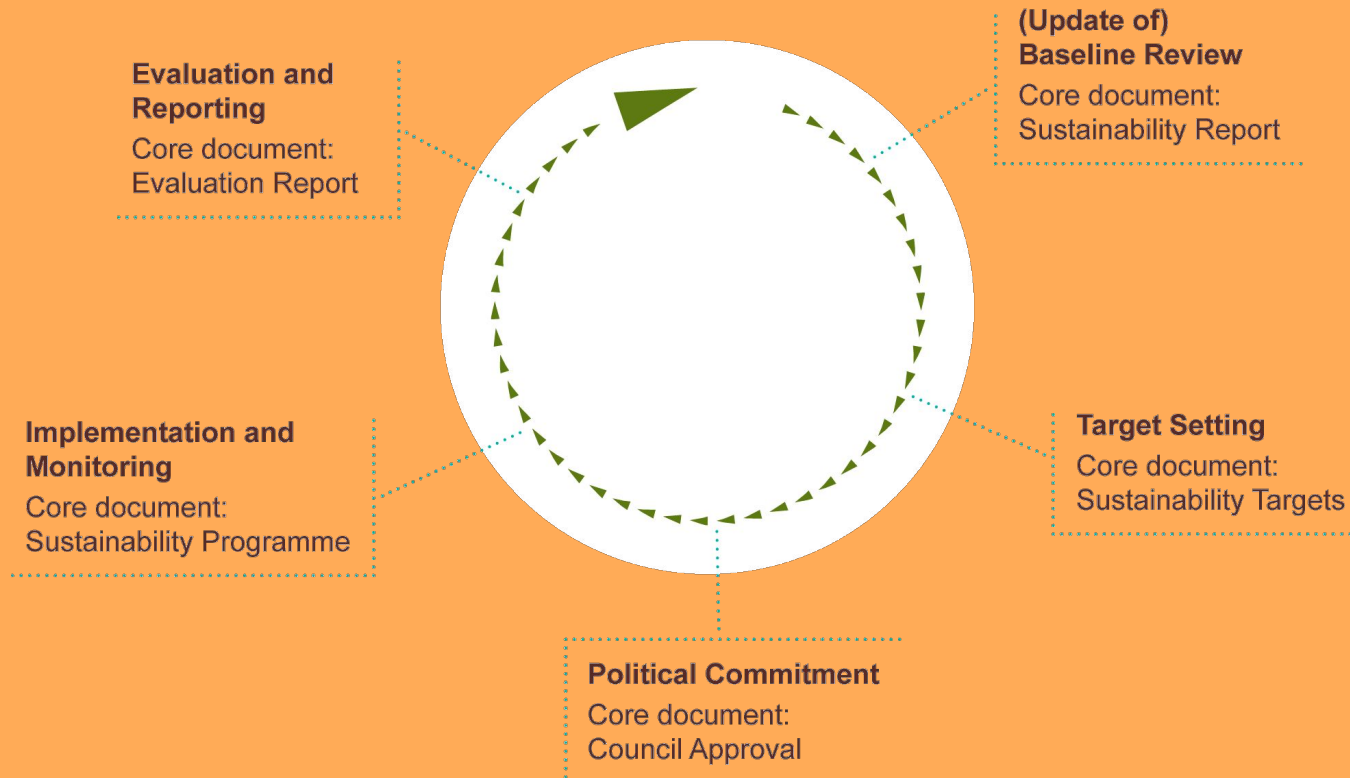 (Update of)
Baseline Review
Core document:
Sustainability Report
Target Setting
Core document:
Sustainability Targets
Political Commitment
Core document:
Council Approval
Implementation and
Monitoring
Core document:
Sustainability Programme
Evaluation and
Reporting
Core document:
Evaluation Report